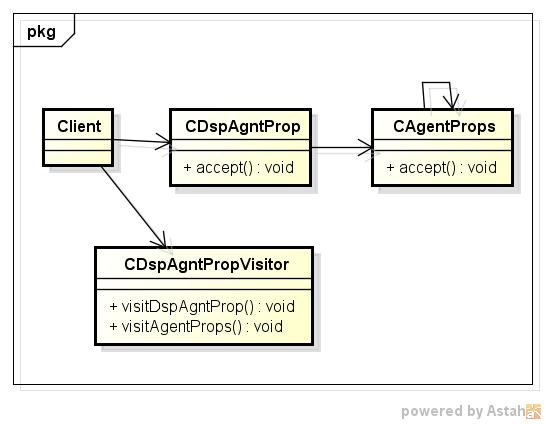 pkg
Client
CDspAgntProp
+ accept() : void
CAgentProps
+ accept() : void
CDspAgntPropVisitor
+ visitDspAgntProp() : void
+ visitAgentProps() : void
powered by Astah